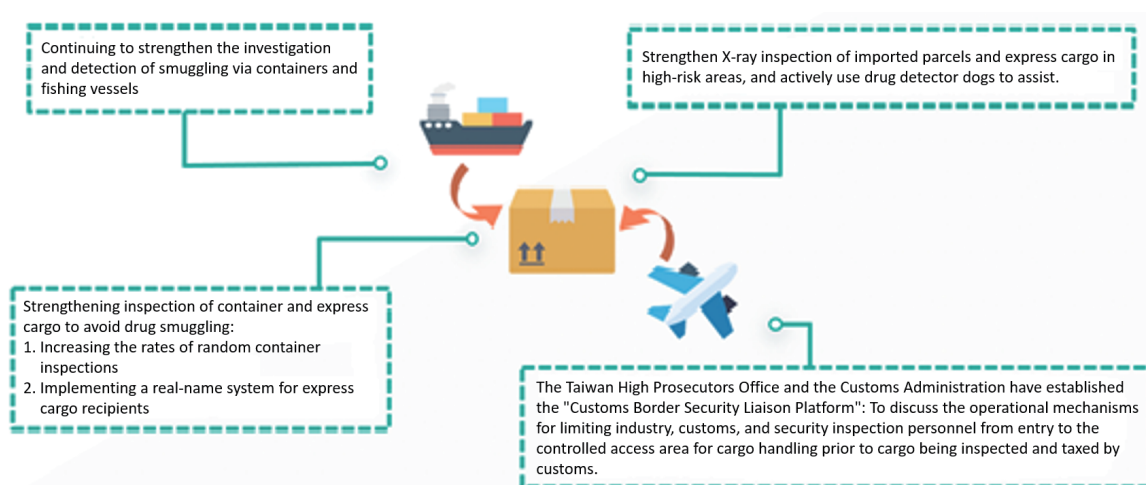 Continuing to strengthen the investigation
and detection of smuggling via containers and
fishing vessels
Strengthen X-ray inspection of imported parcels and express cargo in
high-risk areas, and actively use drug detector dogs to assist.
Strengthening inspection of container and express
cargo to avoid drug smuggling:
1. Increasing the rates of random container
inspections
2. Implementing a real-name system for express
cargo recipients
The Taiwan High Prosecutors Office and the Customs Administration have established
the "Customs Border Security Liaison Platform": To discuss the operational mechanisms
for limiting industry, customs, and security inspection personnel from entry to the
controlled access area for cargo handling prior to cargo being inspected and taxed by
customs.